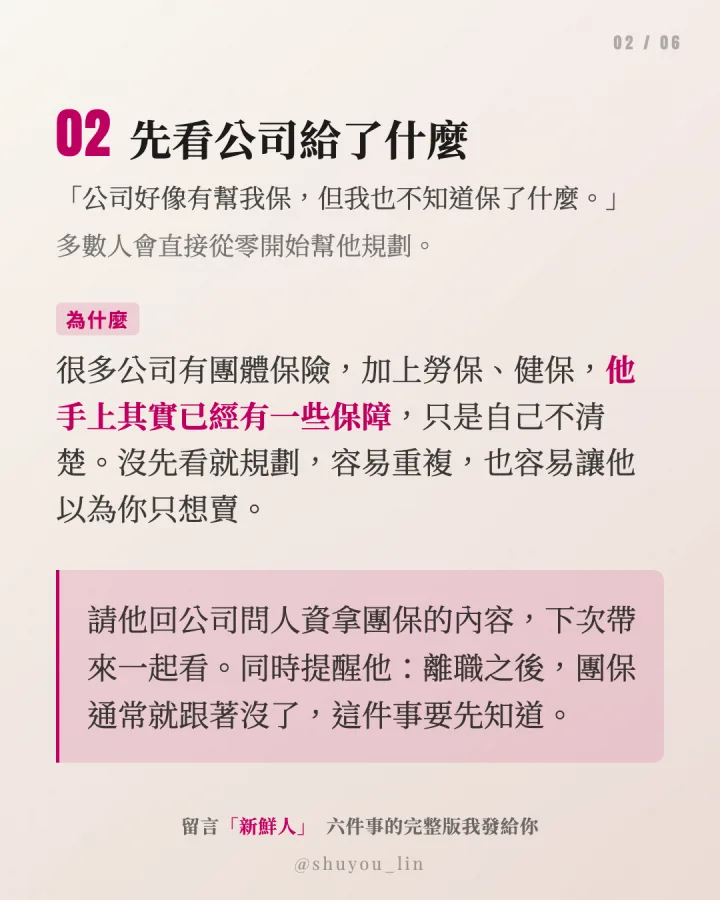 02 / 06
02 先看公司給了什麼
「公司好像有幫我保，但我也不知道保了什麼。」
多數人會直接從零開始幫他規劃。
為什麼
很多公司有團體保險，加上勞保、健保，他
手上其實已經有一些保障，只是自己不清
楚。沒先看就規劃，容易重複，也容易讓他
以為你只想賣。
請他回公司問人資拿團保的內容，下次帶
來一起看。同時提醒他：離職之後，團保
通常就跟著沒了，這件事要先知道。
留言「新鮮人」 六件事的完整版我發給你
@shuyou_lin